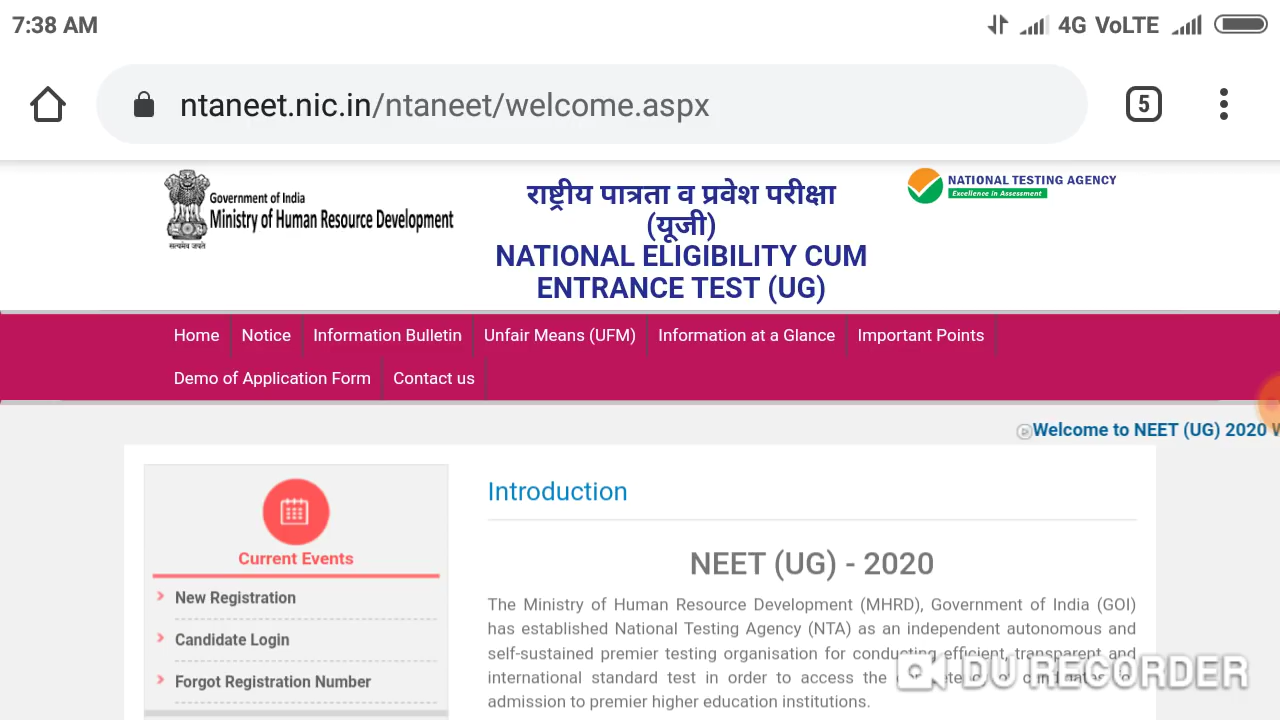 7:38 AM
4G VoLTE
ntaneet.nic.in/ntaneet/welcome.aspx
5
Government of India
Ministry of Human Resource Development
सत्यमेव जयते
राष्ट्रीय पात्रता व प्रवेश परीक्षा
(यूजी)
NATIONAL ELIGIBILITY CUM
ENTRANCE TEST (UG)
NATIONAL TESTING AGENCY
Excellence in Assessment
Home
Notice
Information Bulletin
Unfair Means (UFM)
Information at a Glance
Important Points
Demo of Application Form
Contact us
Welcome to NEET (UG) 2020 W
Current Events
New Registration
Candidate Login
Forgot Registration Number
Introduction
NEET (UG) - 2020
The Ministry of Human Resource Development (MHRD), Government of India (GOI)
has established National Testing Agency (NTA) as an independent autonomous and
self-sustained premier testing organisation for conducting efficient, transparent and
international standard test in order to access the of candidates
admission to premier higher education institutions.
DU RECORDER